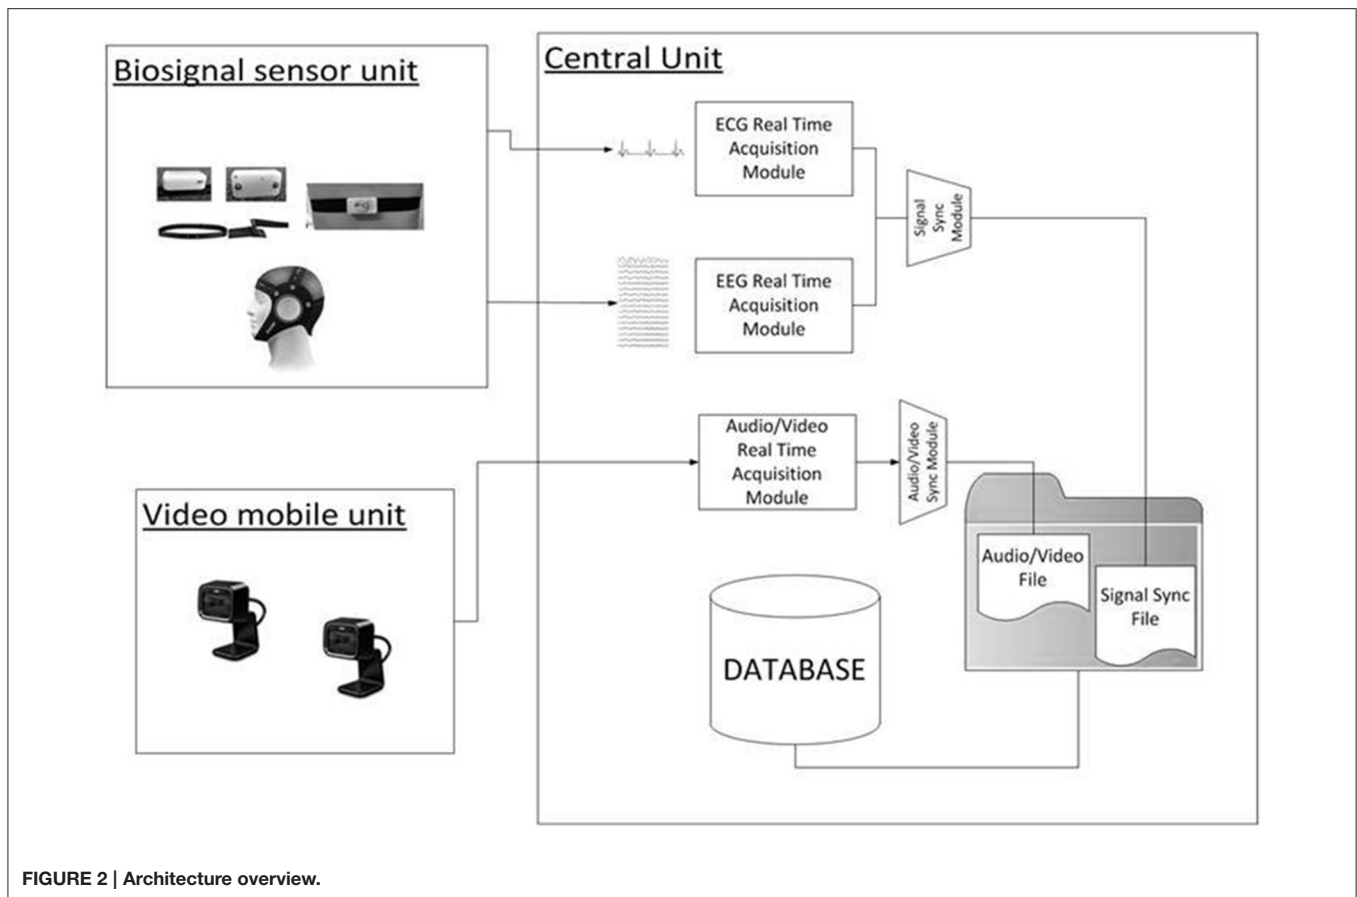 Biosignal sensor unit
Central Unit
ECG Real Time
Acquisition
Module
Signal
Sync
Module
EEG Real Time
Acquisition
Module
Audio/Video
Real Time
Acquisition
Module
Audio/Video
Sync Module
Video mobile unit
Audio/Video
File
Signal Sync
File
DATABASE
FIGURE 2 | Architecture overview.